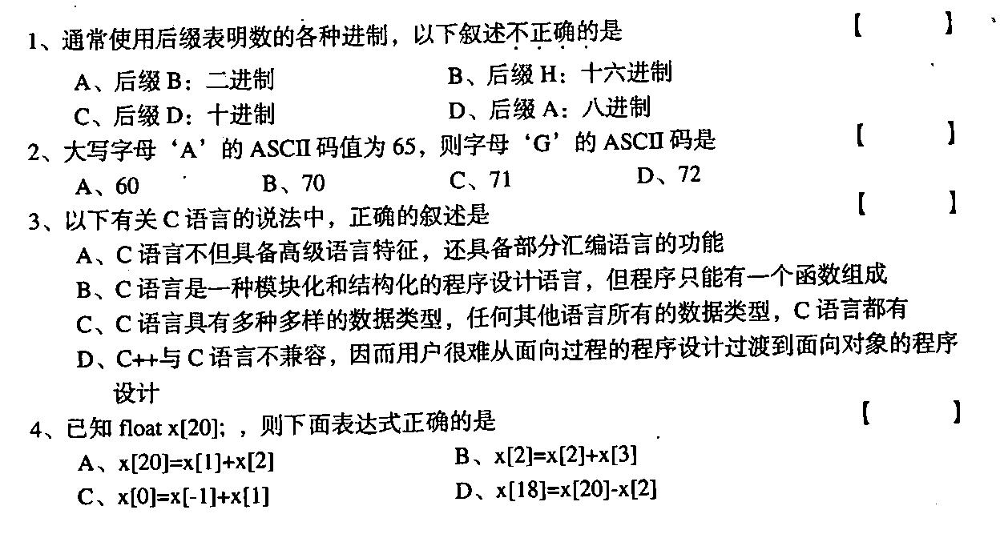 1、通常使用后缀表明数的各种进制，以下叙述不正确的是 【 】
A、后缀 B：二进制 B、后缀 H：十六进制
C、后缀 D：十进制 D、后缀 A：八进制
2、大写字母‘A’的 ASCII 码值为 65，则字母‘G’的 ASCII 码是 【 】
A、60 B、70 C、71 D、72
3、以下有关 C 语言的说法中，正确的叙述是 【 】
A、C 语言不但具备高级语言特征，还具备部分汇编语言的功能
B、C 语言是一种模块化和结构化的程序设计语言，但程序只能有一个函数组成
C、C 语言具有多种多样的数据类型，任何其他语言所有的数据类型，C 语言都有
D、C++与 C 语言不兼容，因而用户很难从面向过程的程序设计过渡到面向对象的程序
设计
4、已知 float x[20]; ，则下面表达式正确的是 【 】
A、x[20]=x[1]+x[2] B、x[2]=x[2]+x[3]
C、x[0]=x[-1]+x[1] D、x[18]=x[20]-x[2]